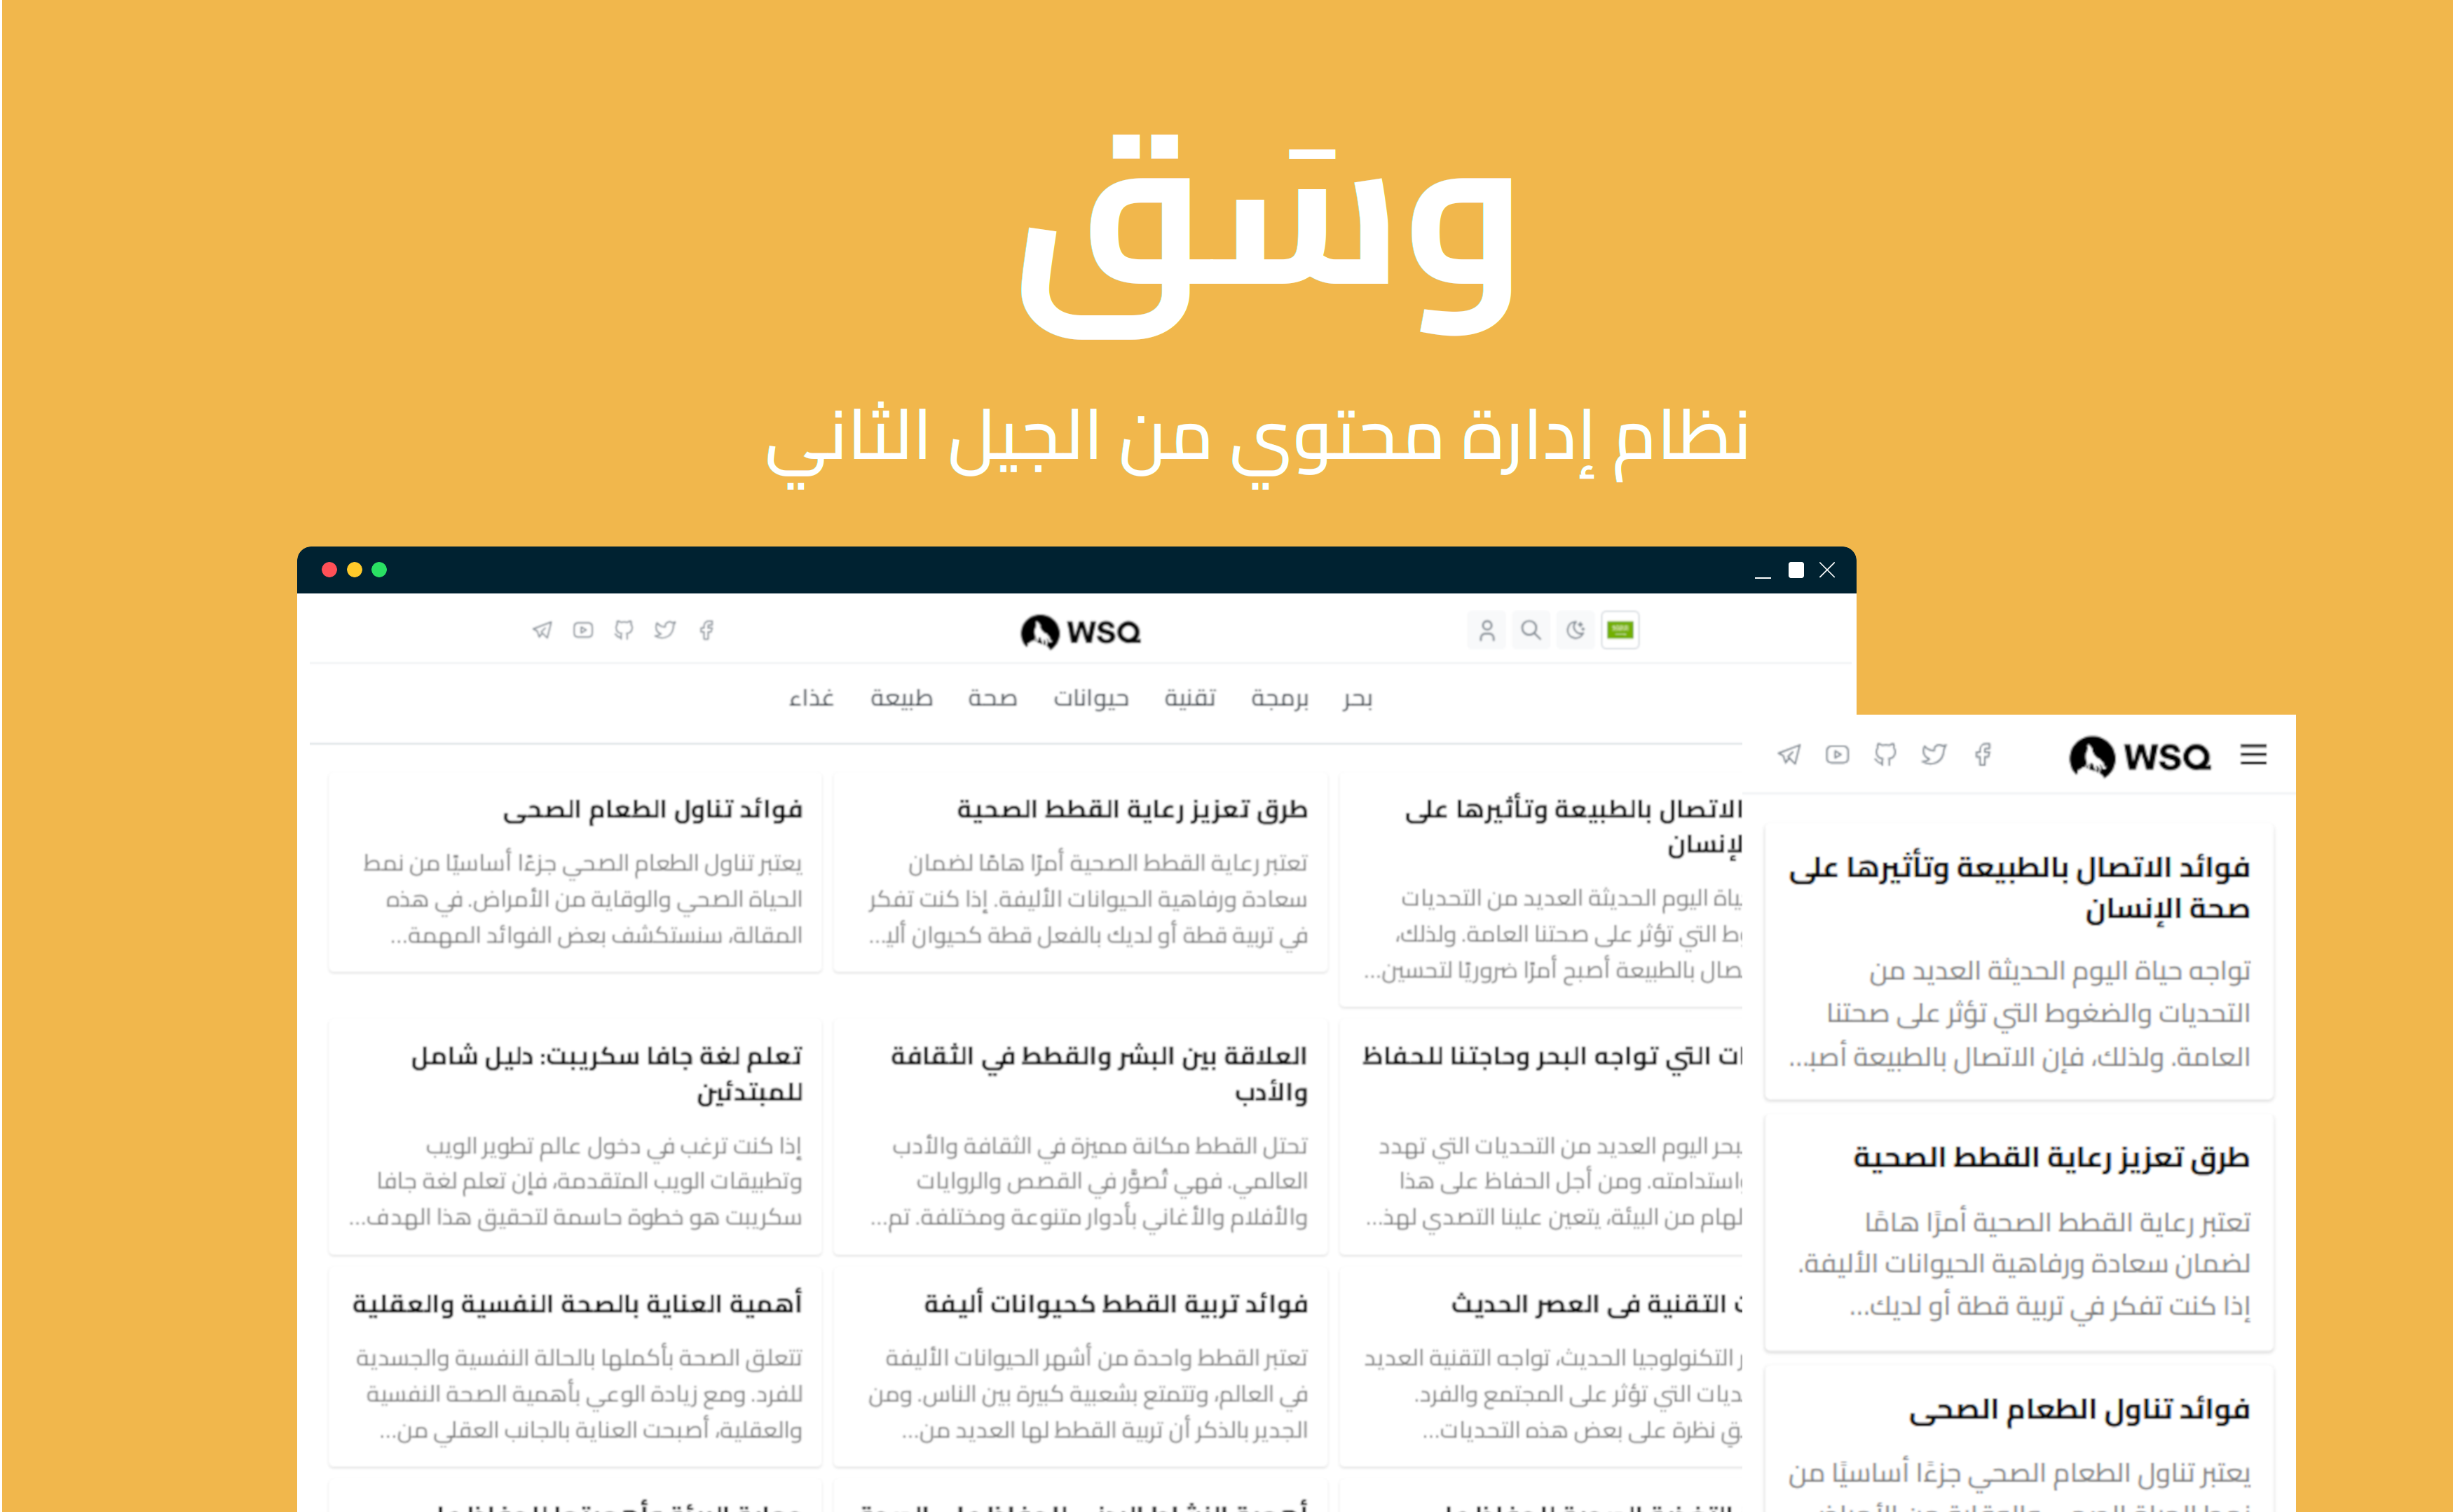 وسَق
نظام إدارة محتوي من الجيل الثاني
WSQ
بحر برمجة تقنية حيوانات صحة طبيعة غذاء
الاتصال بالطبيعة وتأثيرها على
الحديثة العديد من التحديات
التي تؤثر على صحتنا العامة. ولذلك،
بالطبيعة أصبح أمرًا ضروريًا لتحسين...
طرق تعزيز رعاية القطط الصحية
تعتبر رعاية القطط الصحية أمرًا هامًا لضمان
سعادة ورفاهية الحيوانات الأليفة. إذا كنت تفكر
في تربية قطة أو لديك بالفعل قطة كحيوان أليـ...
فوائد تناول الطعام الصحى
يعتبر تناول الطعام الصحي جزءًا أساسيًا من نمط
الحياة الصحي والوقاية من الأمراض. في هذه
المقالة، سنستكشف بعض الفوائد المهمة...
التي تواجه البحر وحاجتنا للحفاظ
اليوم العديد من التحديات التي تهدد
ومن أجل الحفاظ على هذا
من البيئة، يتعين علينا التصدي لهذ...
العلاقة بين البشر والقطط في الثقافة
والأدب
تحتل القطط مكانة مميزة في الثقافة والأدب
العالمي. فهي تُصوَّر في القصص والروايات
والأفلام والأغاني بأدوار متنوعة ومختلفة. تم...
تعلم لغة جافا سكريبت: دليل شامل
للمبتدئين
إذا كنت ترغب في دخول عالم تطوير الويب
وتطبيقات الويب المتقدمة، فإن تعلم لغة جافا
سكريبت هو خطوة حاسمة لتحقيق هذا الهدف...
التقنية فى العصر الحديث
التكنولوجيا الحديث، تواجه التقنية العديد
التي تؤثر على المجتمع والفرد.
نظرة على بعض هذه التحديات...
فوائد تربية القطط كحيوانات أليفة
تعتبر القطط واحدة من أشهر الحيوانات الأليفة
في العالم، وتتمتع بشعبية كبيرة بين الناس. ومن
الجدير بالذكر أن تربية القطط لها العديد من...
أهمية العناية بالصحة النفسية والعقلية
تتعلق الصحة بأكملها بالحالة النفسية والجسدية
للفرد. ومع زيادة الوعي بأهمية الصحة النفسية
والعقلية، أصبحت العناية بالجانب العقلي من...
WSQ
فوائد الاتصال بالطبيعة وتأثيرها على
صحة الإنسان
تواجه حياة اليوم الحديثة العديد من
التحديات والضغوط التي تؤثر على صحتنا
العامة. ولذلك، فإن الاتصال بالطبيعة أصبـ...
طرق تعزيز رعاية القطط الصحية
تعتبر رعاية القطط الصحية أمرًا هامًا
لضمان سعادة ورفاهية الحيوانات الأليفة.
إذا كنت تفكر في تربية قطة أو لديك...
فوائد تناول الطعام الصحى
يعتبر تناول الطعام الصحي جزءًا أساسيًا من